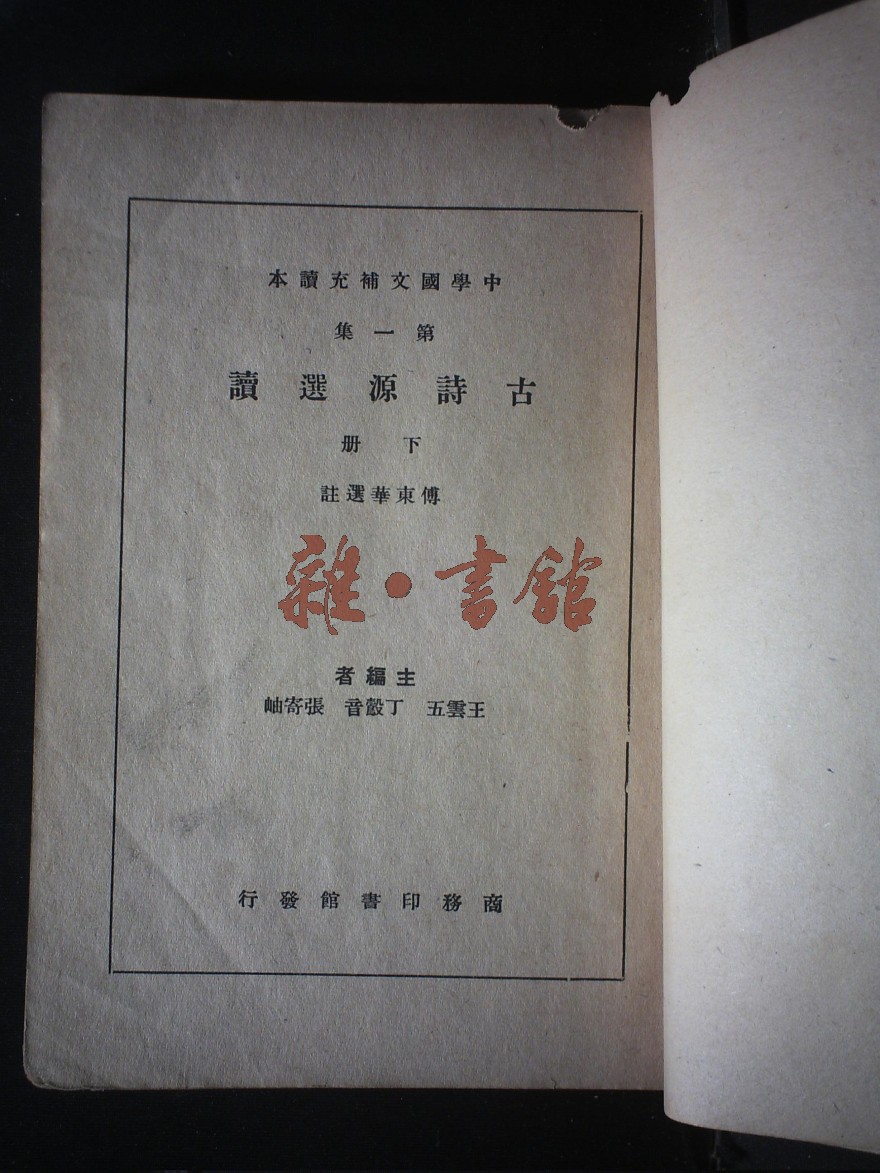 中學國文補充讀本
第一集
古詩源選讀
下册
傅東華選註
雜·書館
主編者
王雲五 丁瞉音 張寄岫
商務印書館發行